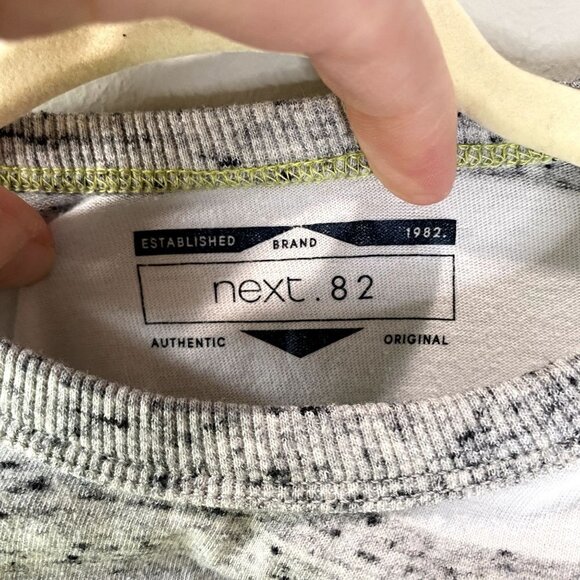 ESTABLISHED BRAND 1982.
next.82
AUTHENTIC ORIGINAL